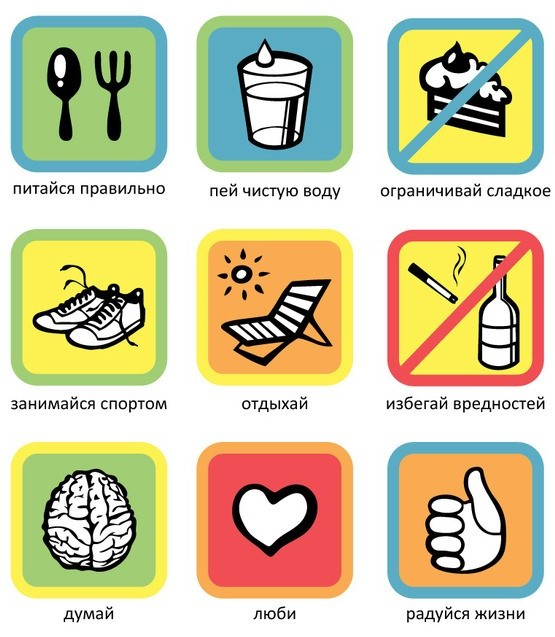 питайся правильно
пей чистую воду
ограничивай сладкое
занимайся спортом
отдыхай
избегай вредностей
думай
люби
радуйся жизни